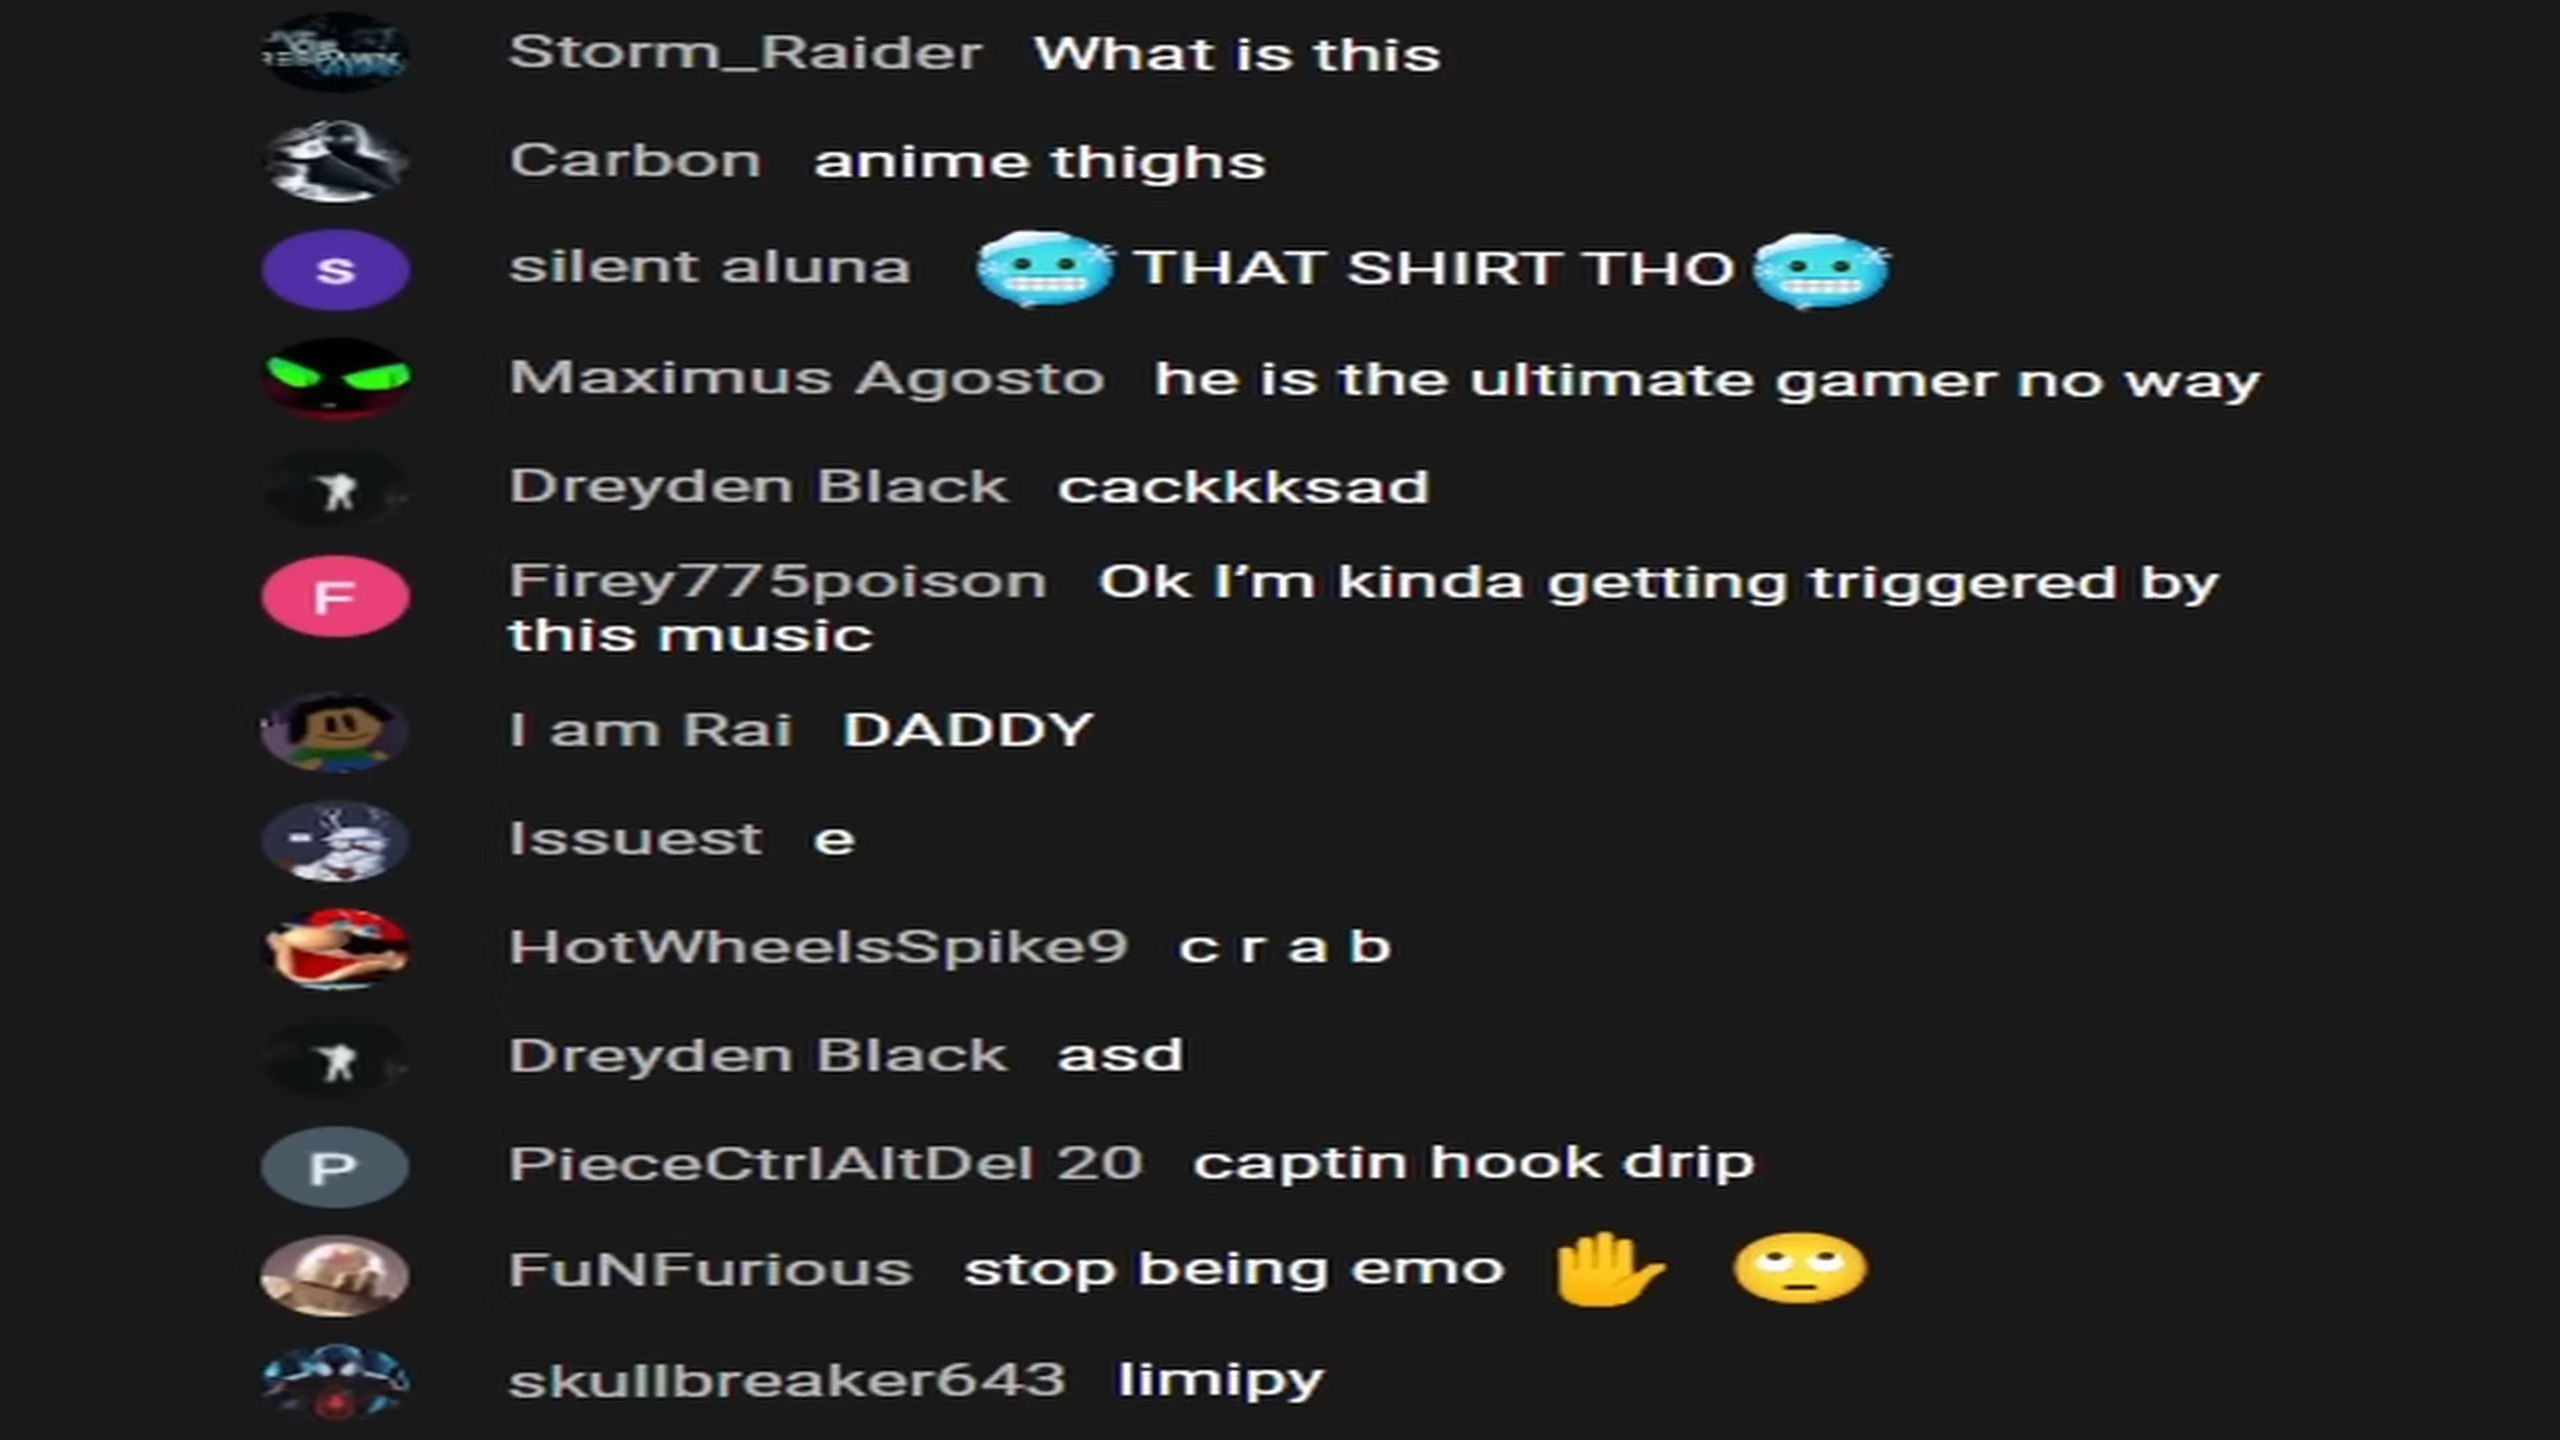 Storm_Raider What is this
Carbon anime thighs
s silent aluna 🥶 THAT SHIRT THO 🥶
Maximus Agosto he is the ultimate gamer no way
Dreyden Black cackkksad
F Firey775poison Ok I’m kinda getting triggered by
this music
I am Rai DADDY
Issuest e
HotWheelsSpike9 c r a b
Dreyden Black asd
P PieceCtrlAltDel 20 captin hook drip
FuNFurious stop being emo ✋ 🙄
skullbreaker643 limipy